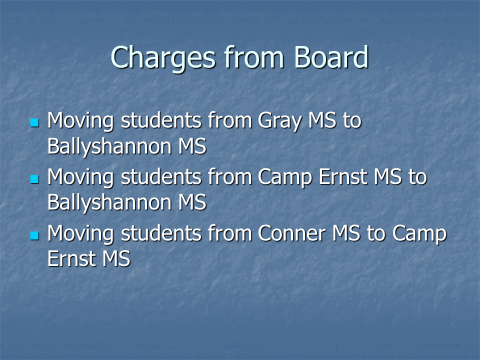 Charges from Board
Moving students from Gray MS to
Ballyshannon MS
Moving students from Camp Ernst MS to
Ballyshannon MS
Moving students from Conner MS to Camp
Ernst MS